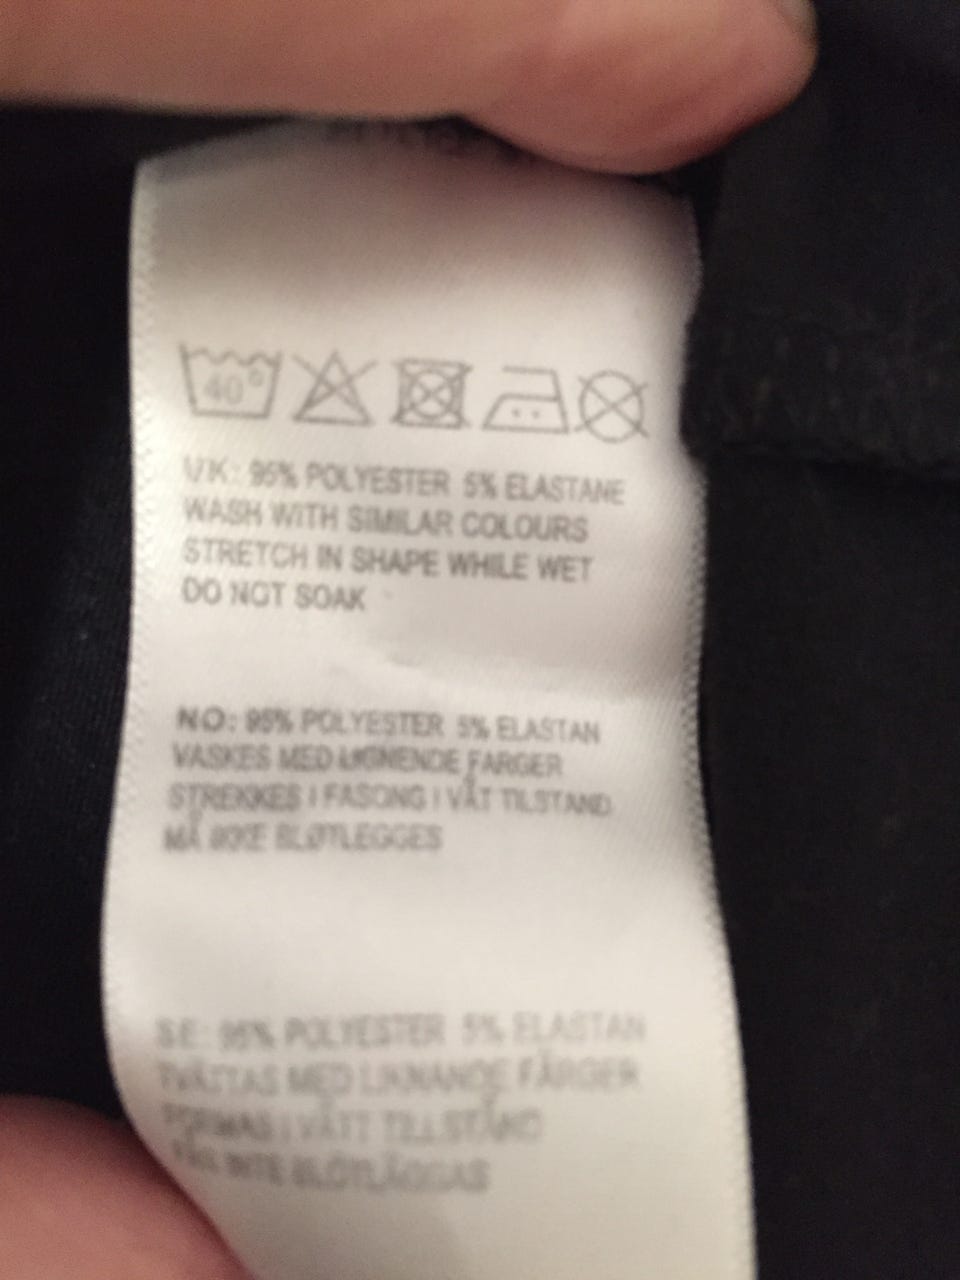 40°
UK: 95% POLYESTER 5% ELASTANE
WASH WITH SIMILAR COLOURS
STRETCH IN SHAPE WHILE WET
DO NOT SOAK
NO: 95% POLYESTER 5% ELASTAN
VASKES MED LIGNENDE FARGER
STREKKES I FASONG I VÅT TILSTAND
MÅ IKKE BLØTLEGGES
SE: 95% POLYESTER 5% ELASTAN
TVÄTTAS MED LIKNANDE FÄRGER
FORMAS I VÅTT TILLSTÅND
FÅR INTE BLÖTLÄGGAS